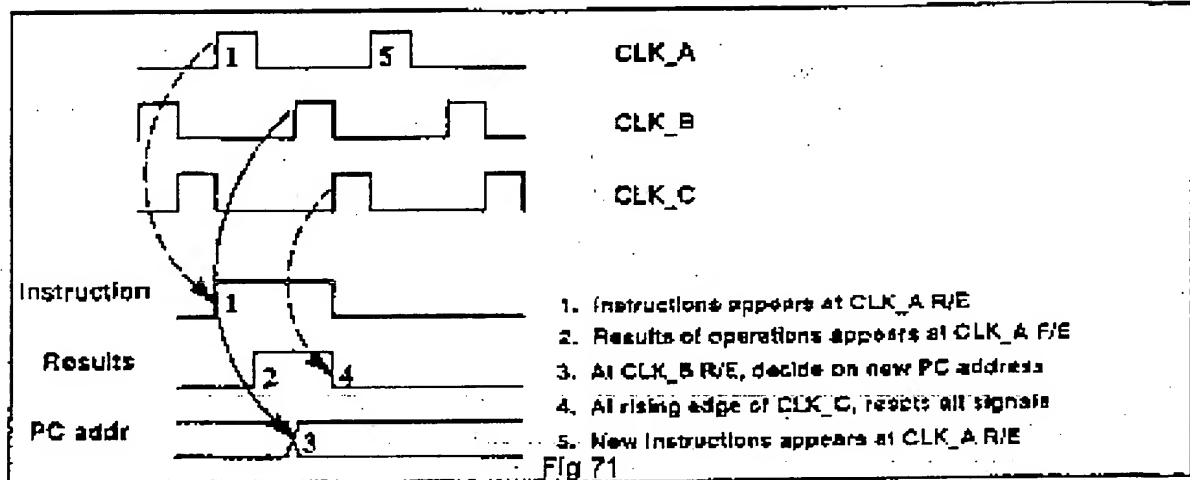 1 5 CLK_A
CLK_B
CLK_C
Instruction 1
1. Instructions appears at CLK_A R/E
2. Results of operations appears at CLK_A F/E
Results 2 4
3. At CLK_B R/E, decide on new PC address
4. At rising edge of CLK_C, resets all signals
PC addr 3
5. New Instructions appears at CLK_A R/E
Fig 71